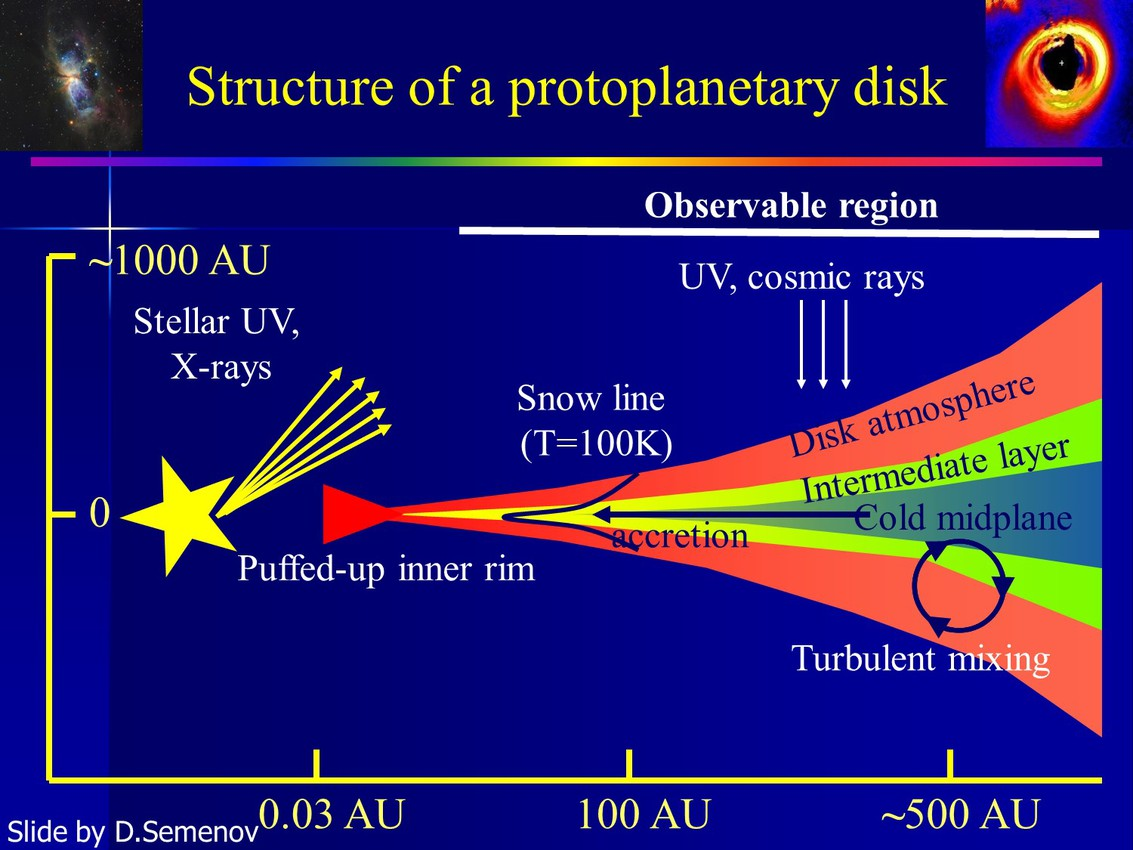 Structure of a protoplanetary disk
Observable region
~1000 AU
UV, cosmic rays
Stellar UV,
X-rays
Snow line
(T=100K)
Disk atmosphere
Intermediate layer
0
Cold midplane
accretion
Puffed-up inner rim
Turbulent mixing
0.03 AU
100 AU
~500 AU
Slide by D.Semenov